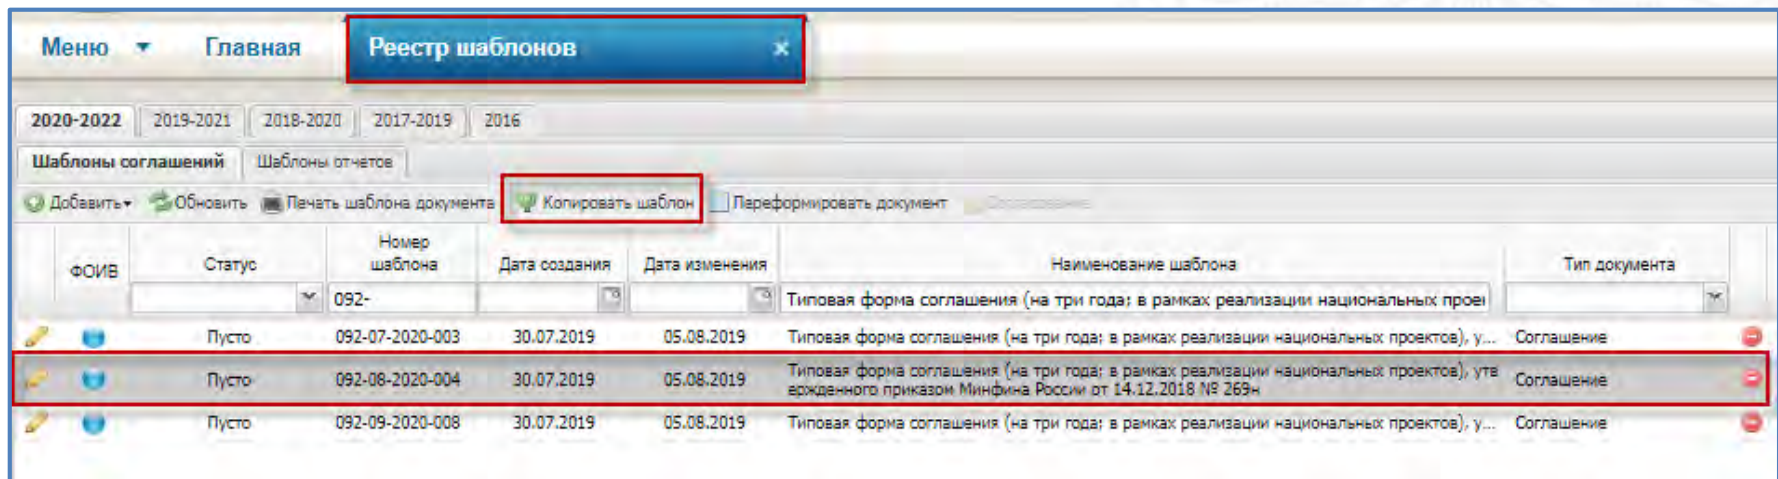 Меню Главная Реестр шаблонов
2020-2022 2019-2021 2018-2020 2017-2019 2016
Шаблоны соглашений Шаблоны отчетов
Добавить Обновить Печать шаблона документа Копировать шаблон Переформировать документ
ФОИВ Статус Номер шаблона Дата создания Дата изменения Наименование шаблона Тип документа
092- Типовая форма соглашения (на три года; в рамках реализации национальных прое
Пусто 092-07-2020-003 30.07.2019 05.08.2019 Типовая форма соглашения (на три года; в рамках реализации национальных проектов), у... Соглашение
Пусто 092-08-2020-004 30.07.2019 05.08.2019 Типовая форма соглашения (на три года; в рамках реализации национальных проектов), утв
ержденного приказом Минфина России от 14.12.2018 № 269н Соглашение
Пусто 092-09-2020-008 30.07.2019 05.08.2019 Типовая форма соглашения (на три года; в рамках реализации национальных проектов), у... Соглашение